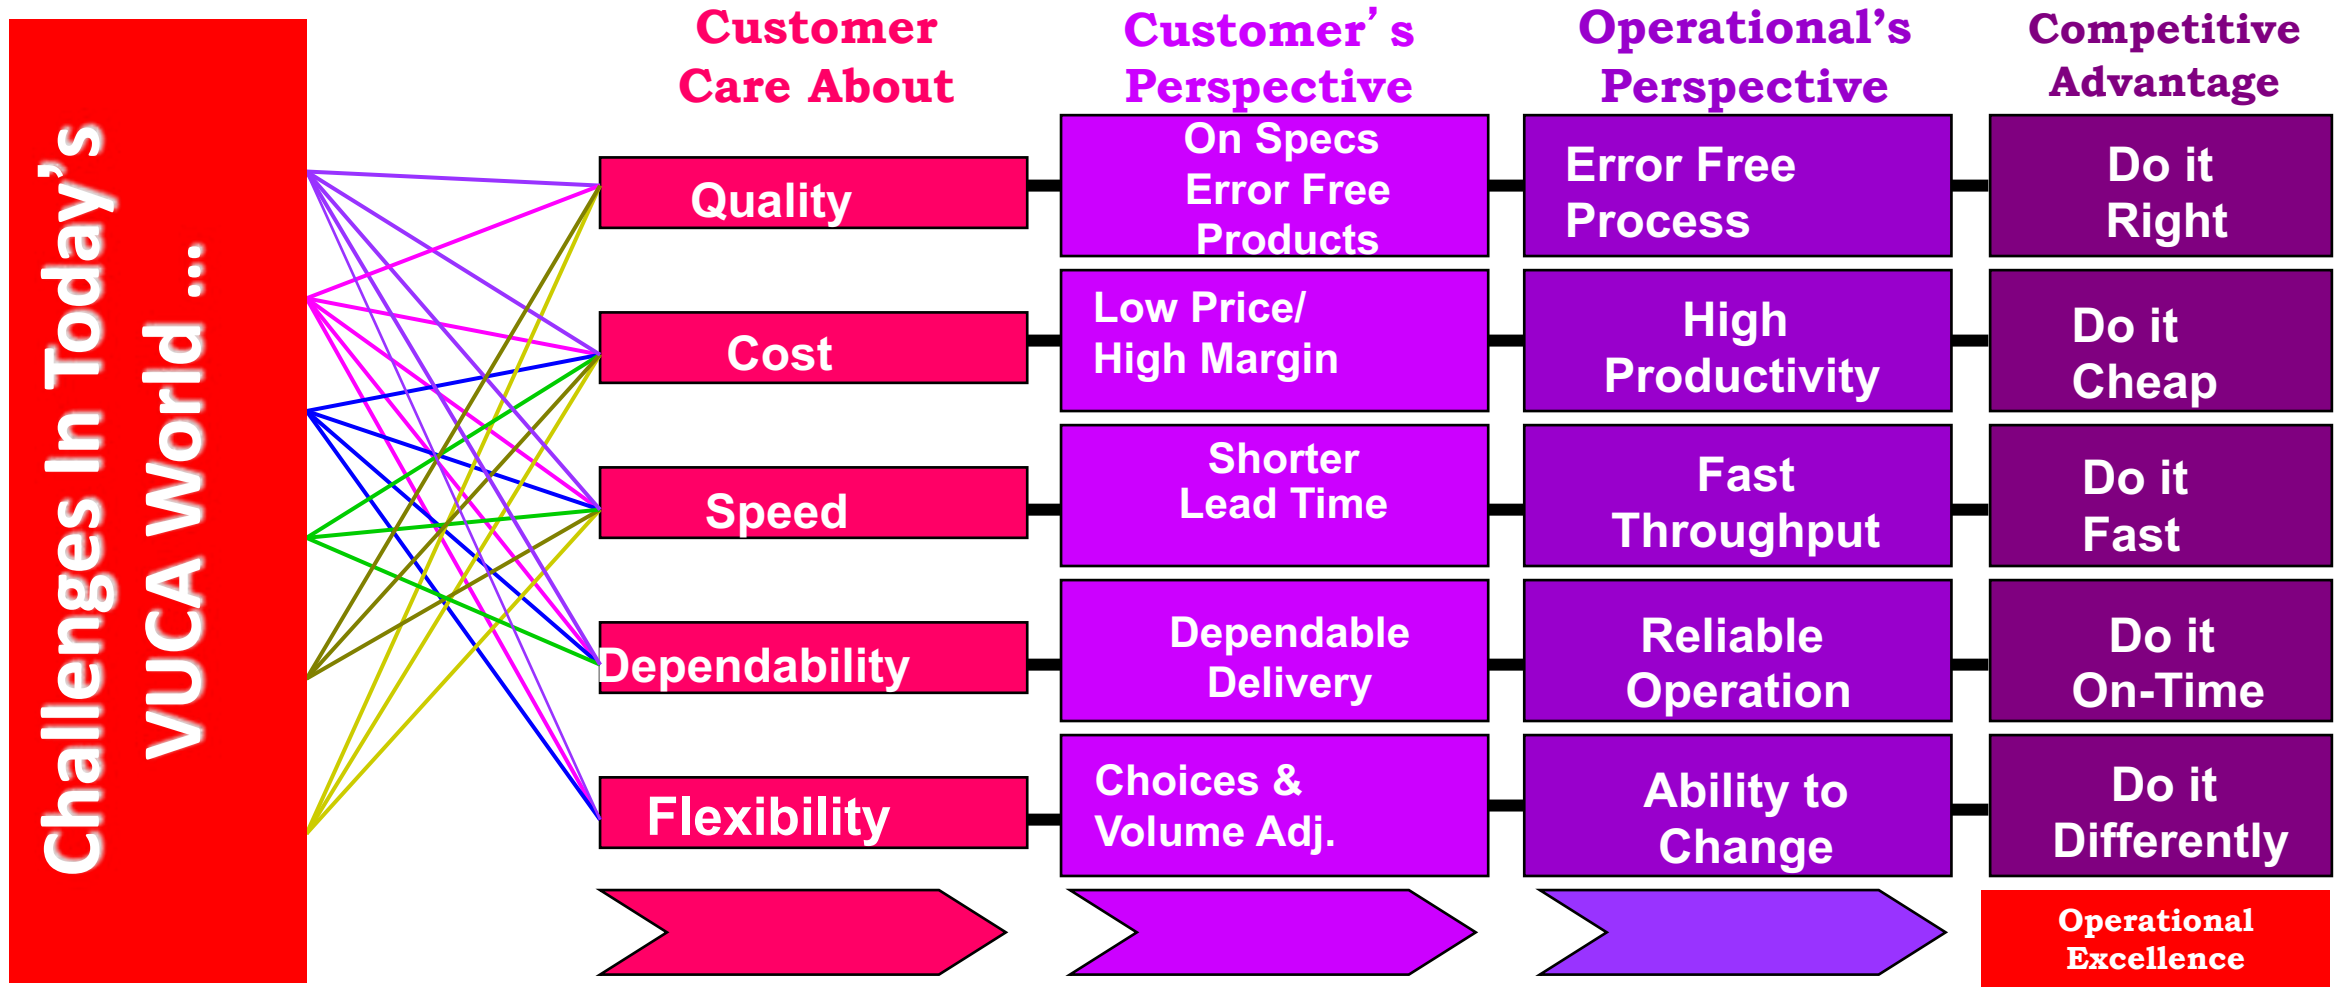 Challenges In Today's
VUCA World ...
Customer
Care About
Customer's
Perspective
Operational's
Perspective
Competitive
Advantage
Quality
On Specs
Error Free
Products
Error Free
Process
Do it
Right
Cost
Low Price/
High Margin
High
Productivity
Do it
Cheap
Speed
Shorter
Lead Time
Fast
Throughput
Do it
Fast
Dependability
Dependable
Delivery
Reliable
Operation
Do it
On-Time
Flexibility
Choices &
Volume Adj.
Ability to
Change
Do it
Differently
Operational
Excellence